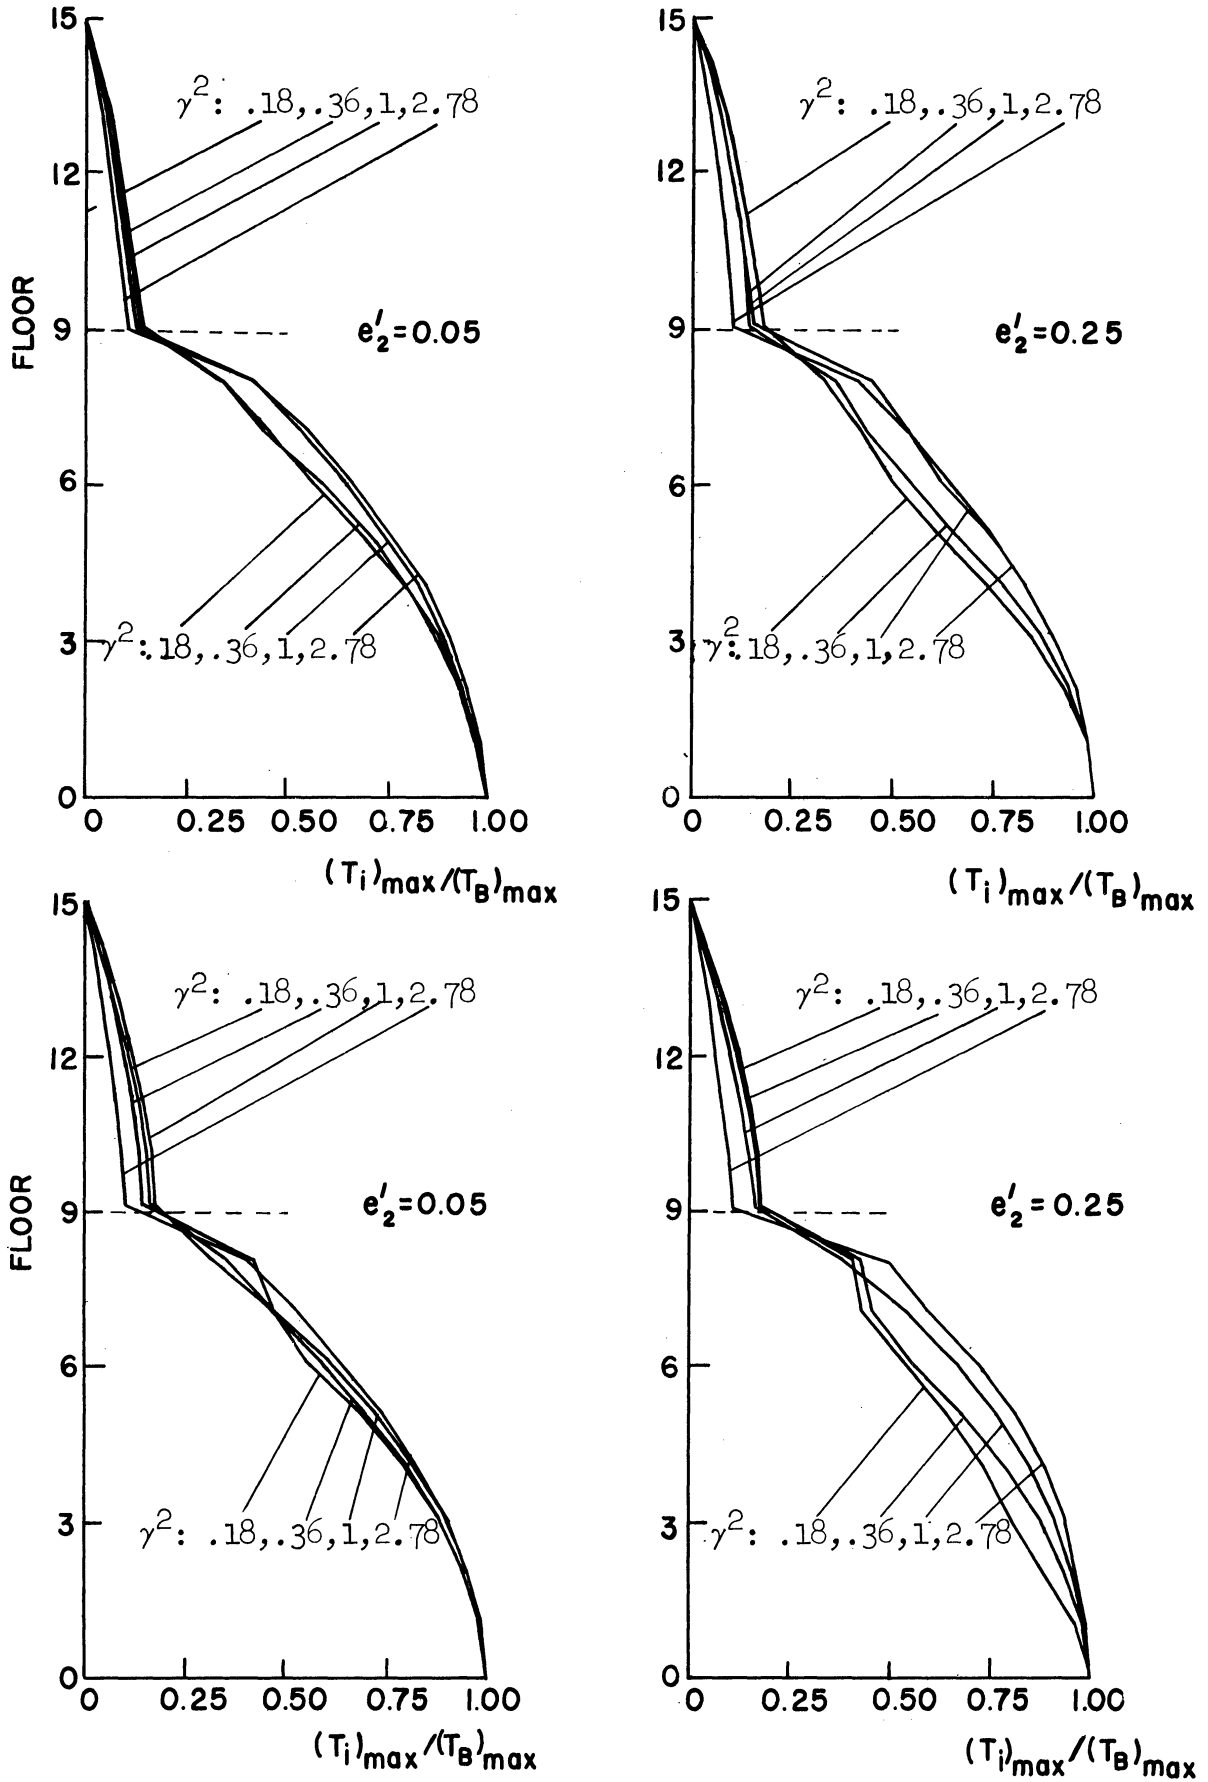 15
γ²: .18,.36,1,2.78
12
FLOOR
9
e′₂=0.05
6
γ²:.18,.36,1,2.78
3
0
0 0.25 0.50 0.75 1.00
(Ti)max/(TB)max
15
γ²: .18,.36,1,2.78
12
9
e′₂=0.25
6
γ²:.18,.36,1,2.78
3
0
0 0.25 0.50 0.75 1.00
(Ti)max/(TB)max
15
γ²: .18,.36,1,2.78
12
FLOOR
9
e′₂=0.05
6
γ²: .18,.36,1,2.78
3
0
0 0.25 0.50 0.75 1.00
(Ti)max/(TB)max
15
γ²: .18,.36,1,2.78
12
9
e′₂=0.25
6
γ²: .18,.36,1,2.78
3
0
0 0.25 0.50 0.75 1.00
(Ti)max/(TB)max